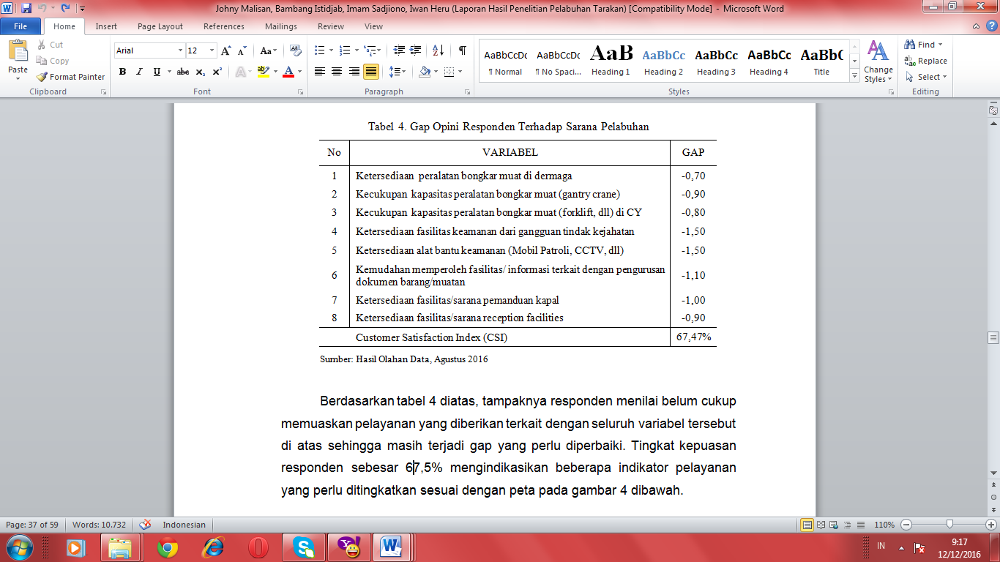 Johny Malisan, Bambang Istidjab, Imam Sadjiono, Iwan Heru (Laporan Hasil Penelitian Pelabuhan Tarakan) [Compatibility Mode] - Microsoft Word
File Home Insert Page Layout References Mailings Review View
Paste
Cut
Copy
Format Painter
Clipboard
Arial 12
Font
Paragraph
AaBbCcDc AaBbCcDc AaB AaBbCc AaBbCc AaBbCc AaBbC
¶ Normal ¶ No Spaci... Heading 1 Heading 2 Heading 3 Heading 4 Title
Change Styles
Styles
Find
Replace
Select
Editing
Tabel 4. Gap Opini Responden Terhadap Sarana Pelabuhan
No VARIABEL GAP
1 Ketersediaan peralatan bongkar muat di dermaga -0,70
2 Kecukupan kapasitas peralatan bongkar muat (gantry crane) -0,90
3 Kecukupan kapasitas peralatan bongkar muat (forklift, dll) di CY -0,80
4 Ketersediaan fasilitas keamanan dari gangguan tindak kejahatan -1,50
5 Ketersediaan alat bantu keamanan (Mobil Patroli, CCTV, dll) -1,50
6 Kemudahan memperoleh fasilitas/ informasi terkait dengan pengurusan
dokumen barang/muatan -1,10
7 Ketersediaan fasilitas/sarana pemanduan kapal -1,00
8 Ketersediaan fasilitas/sarana reception facilities -0,90
Customer Satisfaction Index (CSI) 67,47%
Sumber: Hasil Olahan Data, Agustus 2016
Berdasarkan tabel 4 diatas, tampaknya responden menilai belum cukup
memuaskan pelayanan yang diberikan terkait dengan seluruh variabel tersebut
di atas sehingga masih terjadi gap yang perlu diperbaiki. Tingkat kepuasan
responden sebesar 67,5% mengindikasikan beberapa indikator pelayanan
yang perlu ditingkatkan sesuai dengan peta pada gambar 4 dibawah.
Page: 37 of 59 Words: 10.732 Indonesian 110%
IN 9:17
12/12/2016